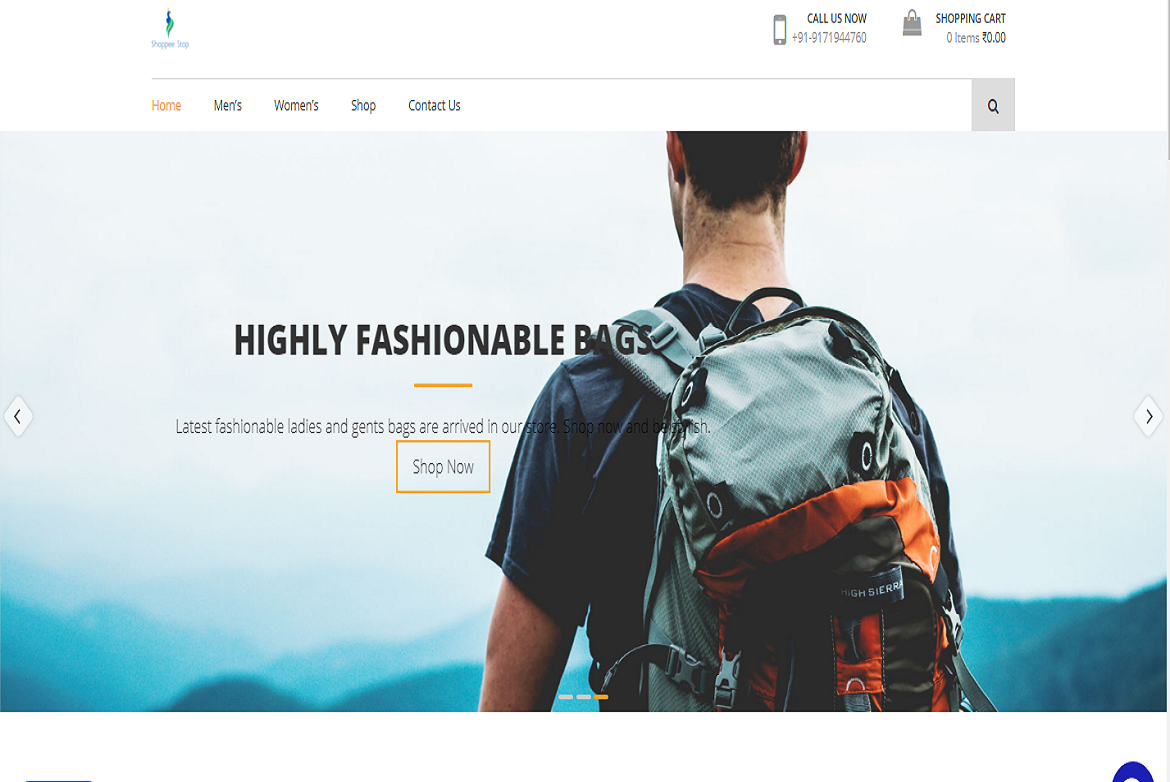 Shoppee Stop
CALL US NOW
+91-9171944760
SHOPPING CART
0 Items ₹0.00
Home
Men's
Women's
Shop
Contact Us
HIGHLY FASHIONABLE BAGS
Latest fashionable ladies and gents bags are arrived in our store. Shop now and be stylish.
Shop Now
HIGH SIERRA